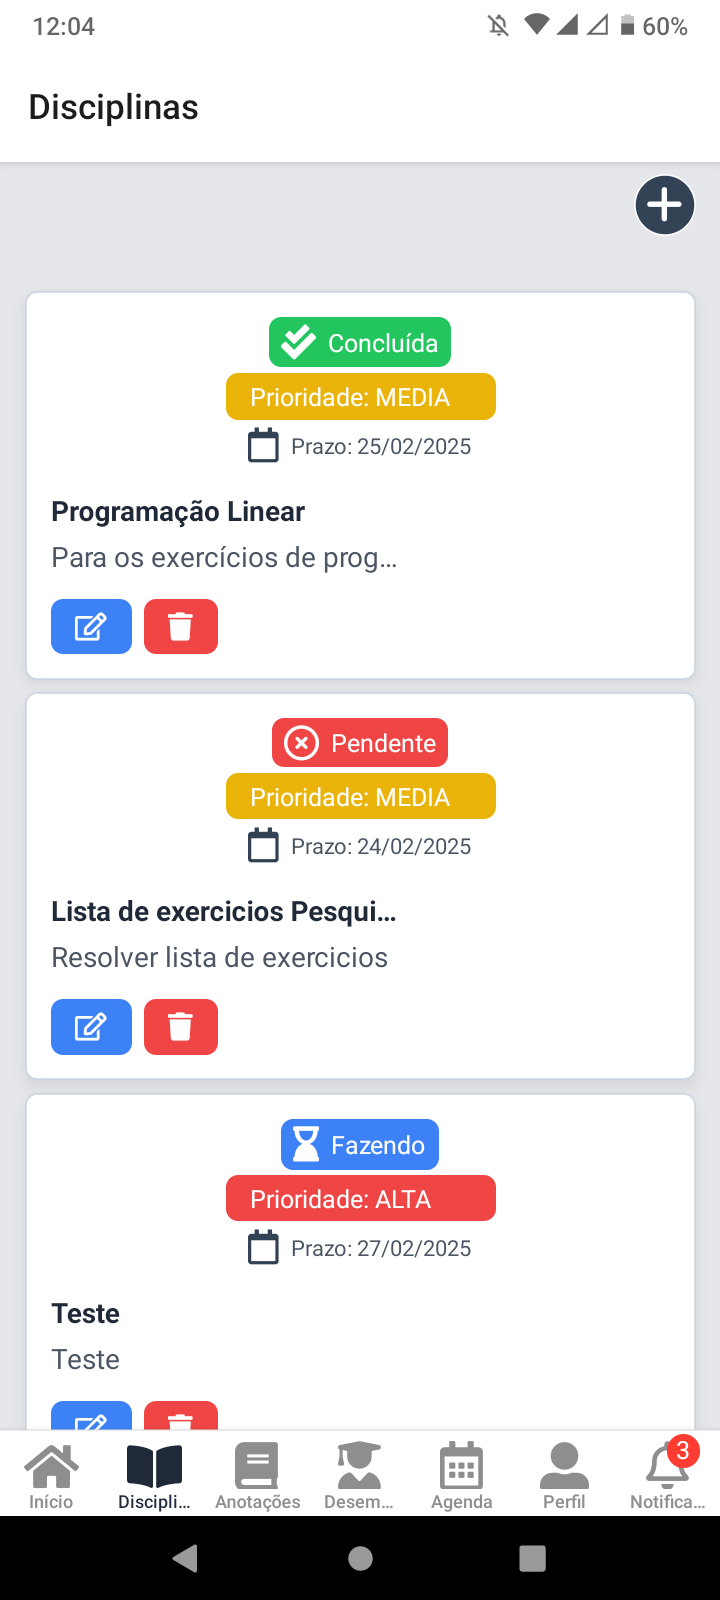 12:04
60%
Disciplinas
Concluída
Prioridade: MEDIA
Prazo: 25/02/2025
Programação Linear
Para os exercícios de prog...
Pendente
Prioridade: MEDIA
Prazo: 24/02/2025
Lista de exercicios Pesqui...
Resolver lista de exercicios
Fazendo
Prioridade: ALTA
Prazo: 27/02/2025
Teste
Teste
3
Início
Discipli...
Anotações
Desem...
Agenda
Perfil
Notifica...